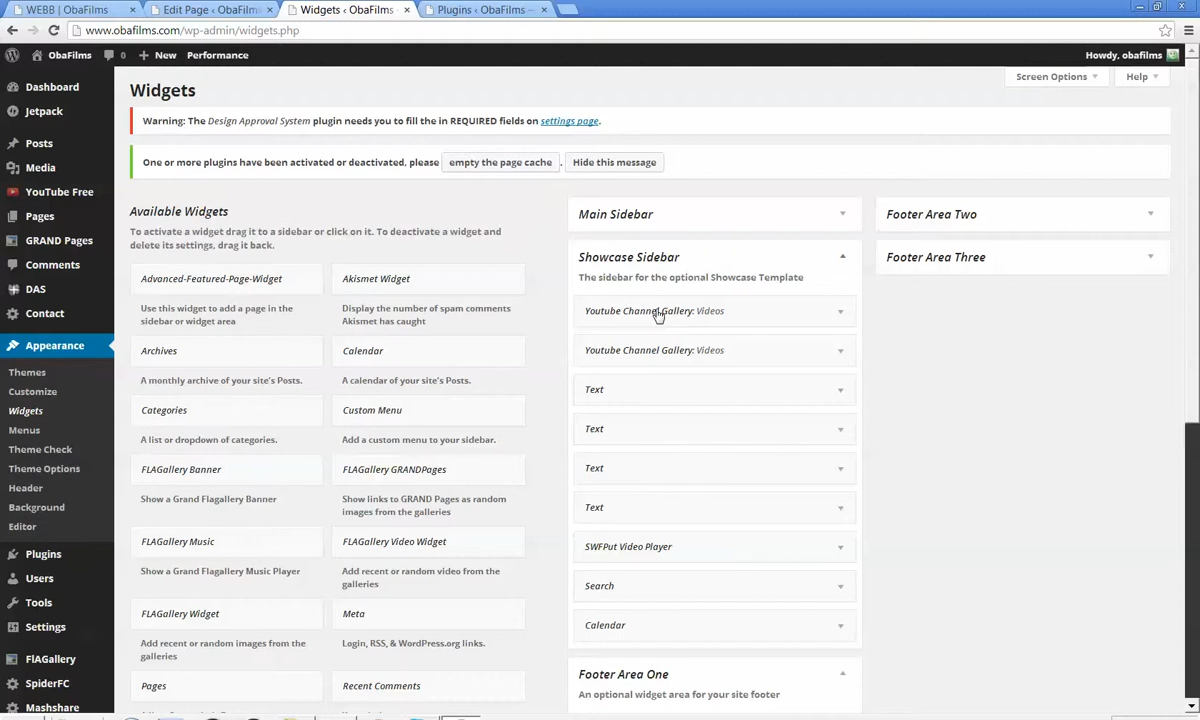 WEBB | ObaFilms
Edit Page ‹ ObaFilms
Widgets ‹ ObaFilms
Plugins ‹ ObaFilms —
www.obafilms.com/wp-admin/widgets.php
ObaFilms 0 New Performance
Howdy, obafilms
Dashboard
Jetpack
Posts
Media
YouTube Free
Pages
GRAND Pages
Comments
DAS
Contact
Appearance
Themes
Customize
Widgets
Menus
Theme Check
Theme Options
Header
Background
Editor
Plugins
Users
Tools
Settings
FlAGallery
SpiderFC
Mashshare
Widgets
Screen Options
Help
Warning: The Design Approval System plugin needs you to fill the in REQUIRED fields on settings page.
One or more plugins have been activated or deactivated, please empty the page cache . Hide this message
Available Widgets
To activate a widget drag it to a sidebar or click on it. To deactivate a widget and
delete its settings, drag it back.
Advanced-Featured-Page-Widget
Use this widget to add a page in the
sidebar or widget area
Akismet Widget
Display the number of spam comments
Akismet has caught
Archives
A monthly archive of your site's Posts.
Calendar
A calendar of your site's Posts.
Categories
A list or dropdown of categories.
Custom Menu
Add a custom menu to your sidebar.
FLAGallery Banner
Show a Grand Flagallery Banner
FLAGallery GRANDPages
Show links to GRAND Pages as random
images from the galleries
FLAGallery Music
Show a Grand Flagallery Music Player
FLAGallery Video Widget
Add recent or random video from the
galleries
FLAGallery Widget
Add recent or random images from the
galleries
Meta
Login, RSS, & WordPress.org links.
Pages
Recent Comments
Main Sidebar
Showcase Sidebar
The sidebar for the optional Showcase Template
Youtube Channel Gallery: Videos
Youtube Channel Gallery: Videos
Text
Text
Text
Text
SWFPut Video Player
Search
Calendar
Footer Area One
An optional widget area for your site footer
Footer Area Two
Footer Area Three